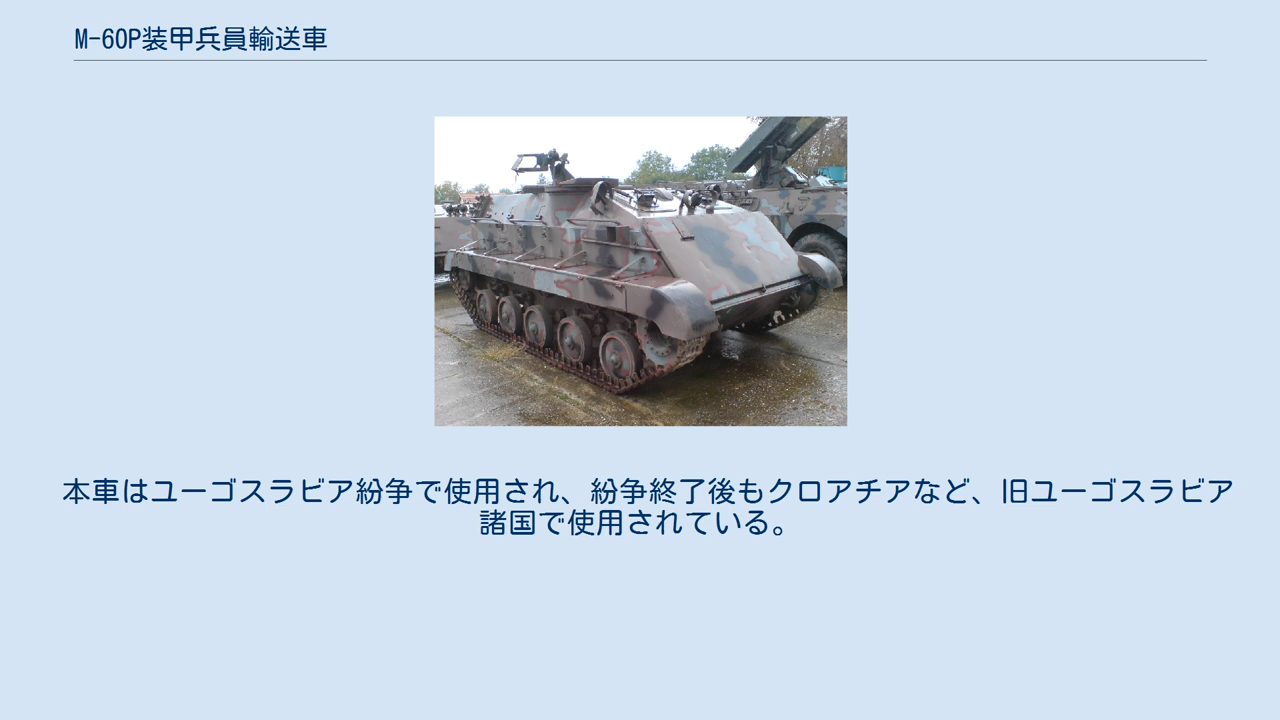 M-60P装甲兵員輸送車
本車はユーゴスラビア紛争で使用され、紛争終了後もクロアチアなど、旧ユーゴスラビア
諸国で使用されている。